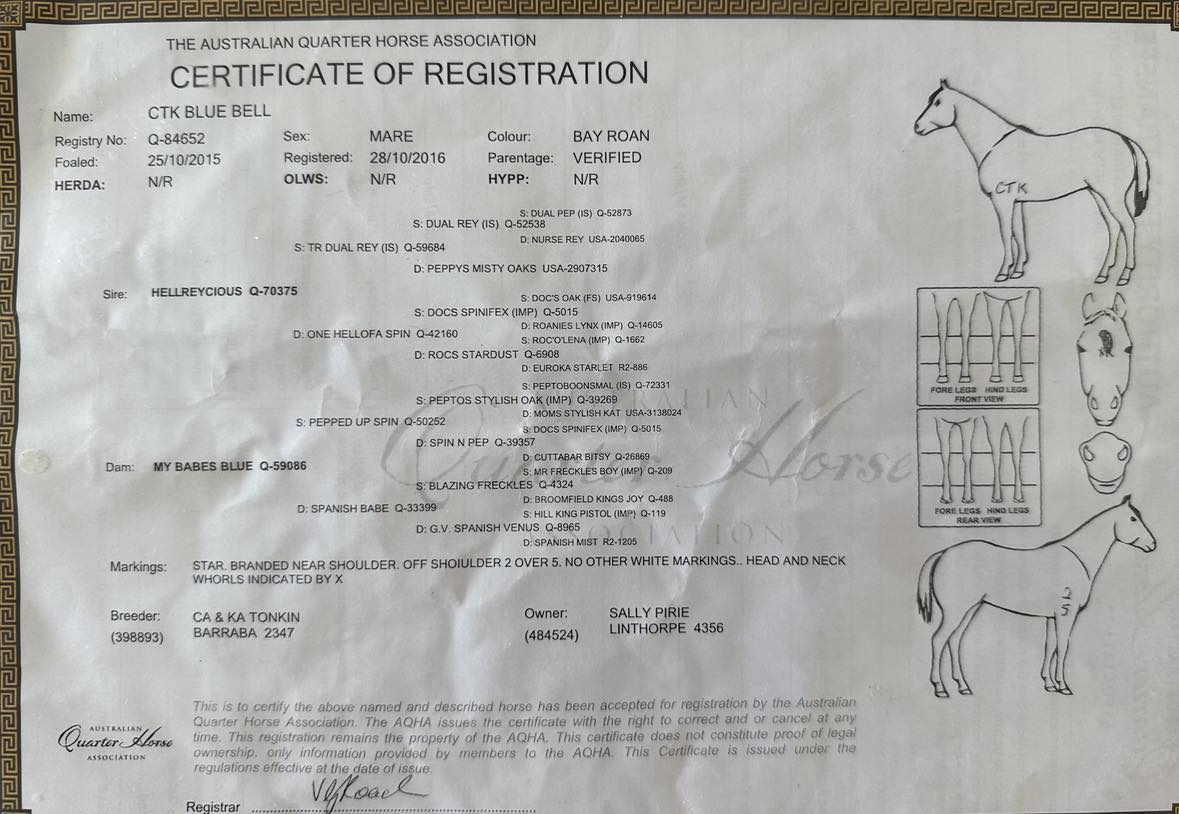 THE AUSTRALIAN QUARTER HORSE ASSOCIATION
CERTIFICATE OF REGISTRATION
Name: CTK BLUE BELL
Registry No: Q-84652 Sex: MARE Colour: BAY ROAN
Foaled: 25/10/2015 Registered: 28/10/2016 Parentage: VERIFIED
HERDA: N/R OLWS: N/R HYPP: N/R
S: DUAL PEP (IS) Q-52873
S: DUAL REY (IS) Q-52538
D: NURSE REY USA-2040065
S: TR DUAL REY (IS) Q-59684
D: PEPPYS MISTY OAKS USA-2907315
Sire: HELLREYCIOUS Q-70375
S: DOC'S OAK (FS) USA-919614
S: DOCS SPINIFEX (IMP) Q-5015
D: ROANIES LYNX (IMP) Q-14605
D: ONE HELLOFA SPIN Q-42160
S: ROC'O'LENA (IMP) Q-1662
D: ROCS STARDUST Q-6908
D: EUROKA STARLET R2-886
S: PEPTOBOONSMAL (IS) Q-72331
S: PEPTOS STYLISH OAK (IMP) Q-39269
D: MOMS STYLISH KAT USA-3138024
S: PEPPED UP SPIN Q-50252
S: DOCS SPINIFEX (IMP) Q-5015
D: SPIN N PEP Q-39357
D: CUTTABAR BITSY Q-26869
Dam: MY BABES BLUE Q-59086
S: MR FRECKLES BOY (IMP) Q-209
S: BLAZING FRECKLES Q-4324
D: BROOMFIELD KINGS JOY Q-488
D: SPANISH BABE Q-33399
S: HILL KING PISTOL (IMP) Q-119
D: G.V. SPANISH VENUS Q-8965
D: SPANISH MIST R2-1205
Markings: STAR. BRANDED NEAR SHOULDER. OFF SHOIULDER 2 OVER 5. NO OTHER WHITE MARKINGS.. HEAD AND NECK
WHORLS INDICATED BY X
Breeder: CA & KA TONKIN Owner: SALLY PIRIE
(398893) BARRABA 2347 (484524) LINTHORPE 4356
This is to certify the above named and described horse has been accepted for registration by the Australian
Quarter Horse Association. The AQHA issues the certificate with the right to correct and or cancel at any
time. This registration remains the property of the AQHA. This certificate does not constitute proof of legal
ownership, only information provided by members to the AQHA. This Certificate is issued under the
regulations effective at the date of issue.
AUSTRALIAN
Quarter Horse
ASSOCIATION
Registrar
CTK
FORE LEGS HIND LEGS
FRONT VIEW
FORE LEGS HIND LEGS
REAR VIEW
2
5
Quarter Horse